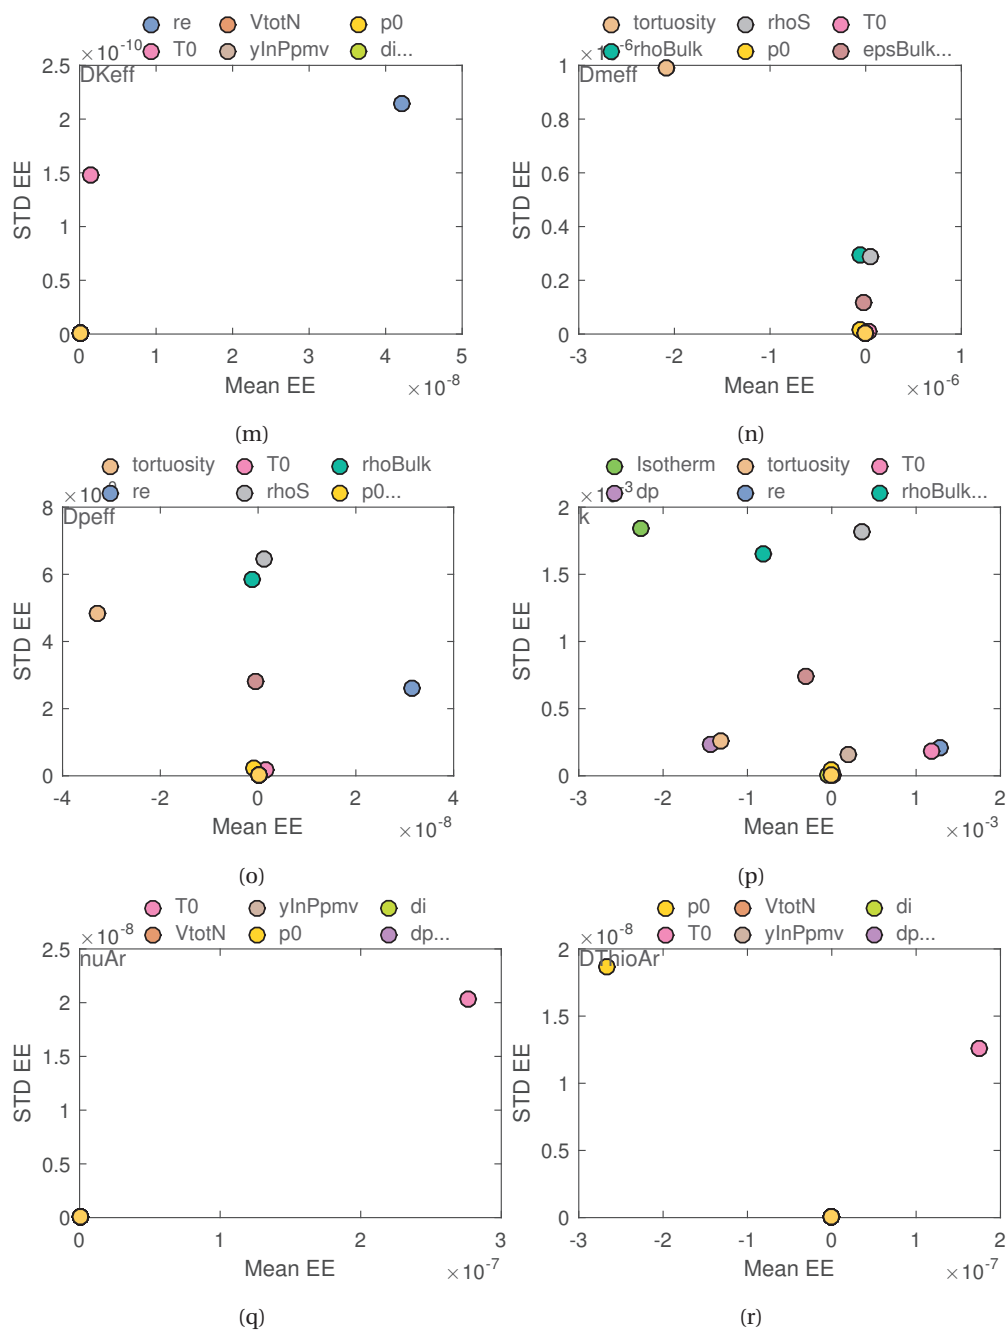 re VtotN p0
T0 yInPpmv di...
×10-10
DKeff
2.5
2
1.5
1
0.5
0
STD EE
0 1 2 3 4 5
Mean EE ×10-8
(m)
tortuosity rhoS T0
rhoBulk p0 epsBulk...
×10-6
Dmeff
1
0.8
0.6
0.4
0.2
0
STD EE
-3 -2 -1 0 1
Mean EE ×10-6
(n)
tortuosity T0 rhoBulk
re rhoS p0...
Dpeff
8
6
4
2
0
STD EE
-4 -2 0 2 4
Mean EE ×10-8
(o)
Isotherm tortuosity T0
dp re rhoBulk...
×10-3
k
2
1.5
1
0.5
0
STD EE
-3 -2 -1 0 1 2
Mean EE ×10-3
(p)
T0 yInPpmv di
VtotN p0 dp...
×10-8
nuAr
2.5
2
1.5
1
0.5
0
STD EE
0 1 2 3
Mean EE ×10-7
(q)
p0 VtotN di
T0 yInPpmv dp...
×10-8
DThioAr
2
1.5
1
0.5
0
STD EE
-3 -2 -1 0 1 2
Mean EE ×10-7
(r)